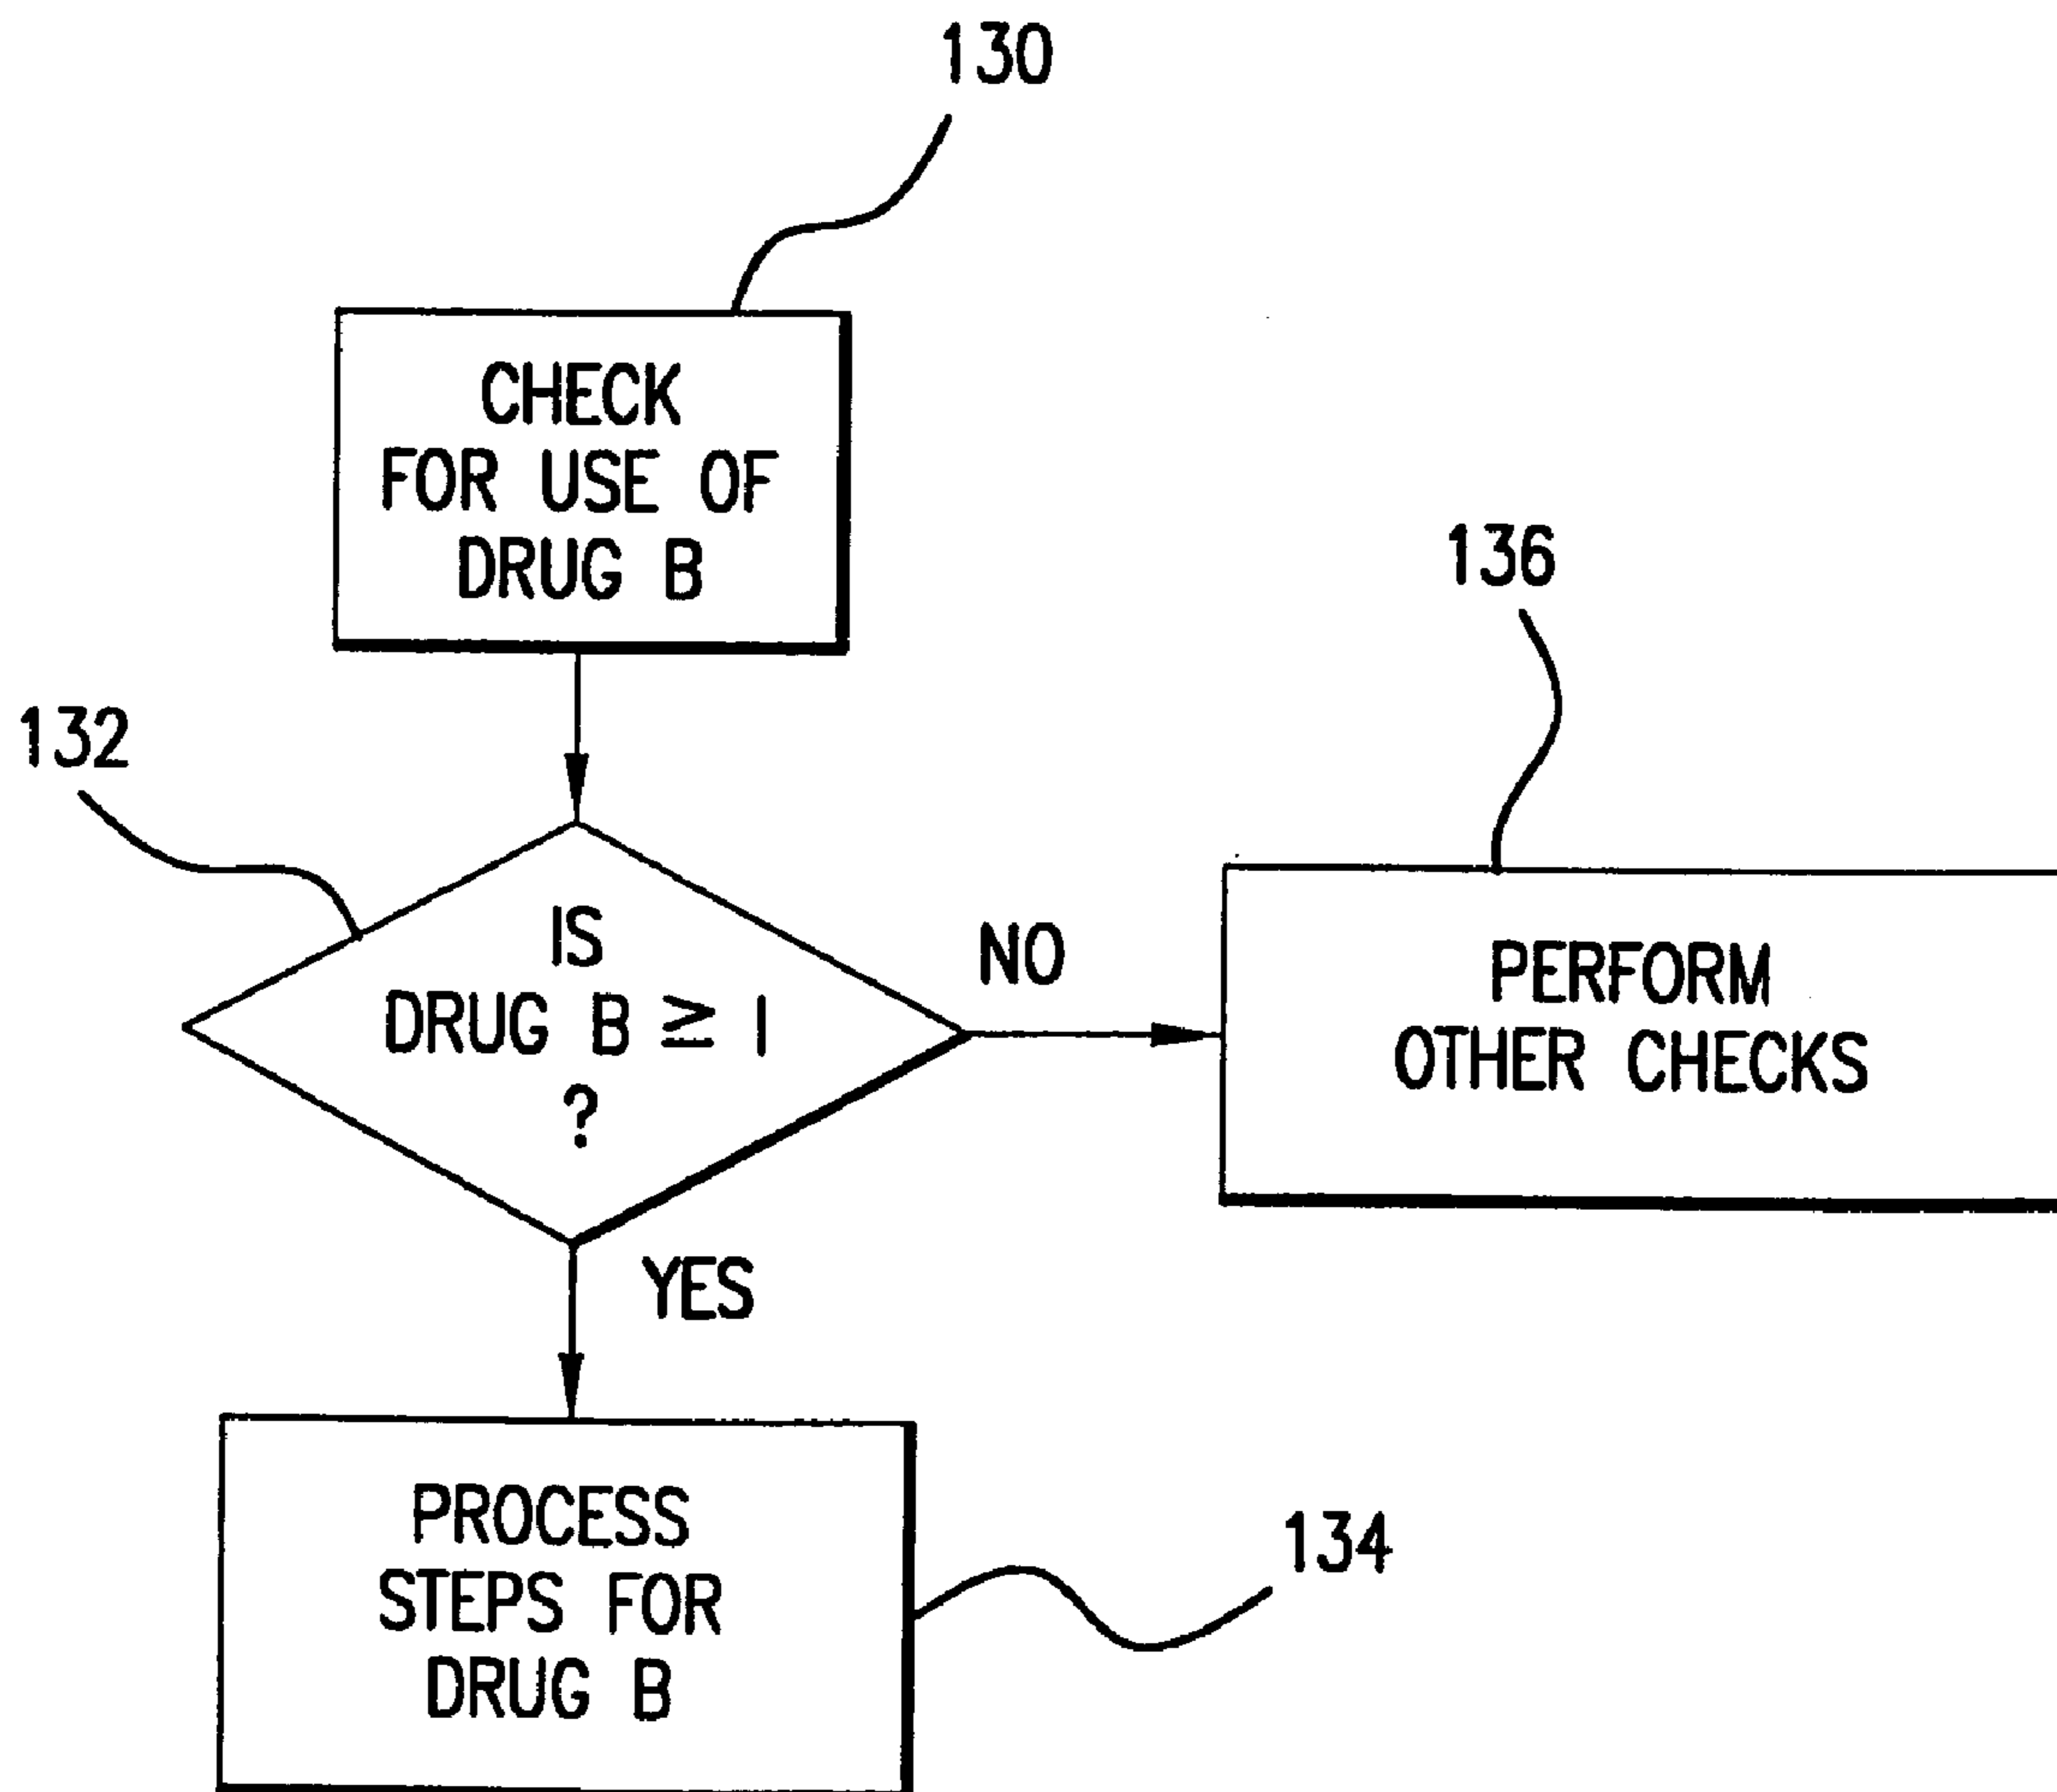 130
CHECK
FOR USE OF
DRUG B
136
132
IS
DRUG B ≧ 1
?
NO
PERFORM
OTHER CHECKS
YES
PROCESS
STEPS FOR
DRUG B
134